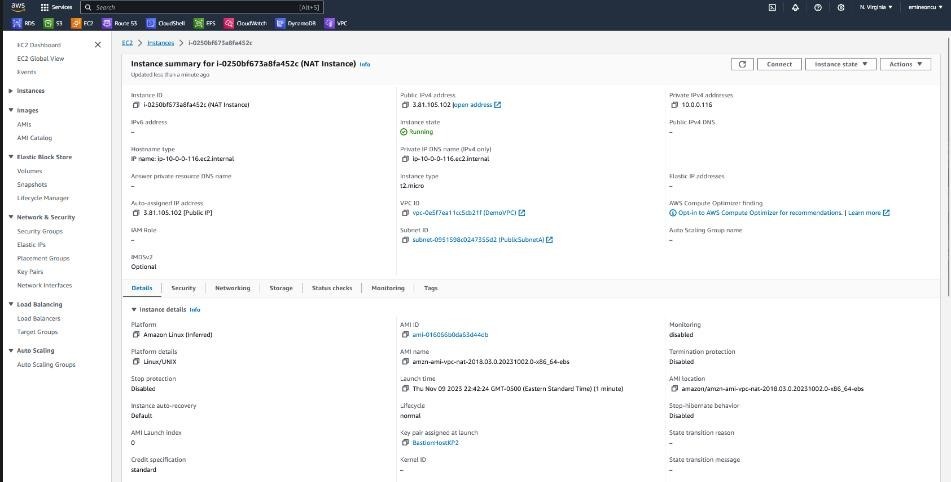 aws
Services
Search
[Alt+S]
N. Virginia
emineoncu
RDS
S3
EC2
Route 53
CloudShell
EFS
CloudWatch
DynamoDB
VPC
EC2 Dashboard
EC2 Global View
Events
Instances
Images
AMIs
AMI Catalog
Elastic Block Store
Volumes
Snapshots
Lifecycle Manager
Network & Security
Security Groups
Elastic IPs
Placement Groups
Key Pairs
Network Interfaces
Load Balancing
Load Balancers
Target Groups
Auto Scaling
Auto Scaling Groups
EC2 > Instances > i-0250bf673a8fa452c
Instance summary for i-0250bf673a8fa452c (NAT Instance) Info
Updated less than a minute ago
Connect
Instance state
Actions
Instance ID
i-0250bf673a8fa452c (NAT Instance)
Public IPv4 address
3.81.105.102 |open address
Private IPv4 addresses
10.0.0.116
IPv6 address
–
Instance state
Running
Public IPv4 DNS
–
Hostname type
IP name: ip-10-0-0-116.ec2.internal
Private IP DNS name (IPv4 only)
ip-10-0-0-116.ec2.internal
Answer private resource DNS name
–
Instance type
t2.micro
Elastic IP addresses
–
Auto-assigned IP address
3.81.105.102 [Public IP]
VPC ID
vpc-0e5f7ea11cc5cb21f (DemoVPC)
AWS Compute Optimizer finding
Opt-in to AWS Compute Optimizer for recommendations. | Learn more
IAM Role
–
Subnet ID
subnet-0951598c0247355d2 (PublicSubnetA)
Auto Scaling Group name
–
IMDSv2
Optional
Details
Security
Networking
Storage
Status checks
Monitoring
Tags
Instance details Info
Platform
Amazon Linux (Inferred)
AMI ID
ami-016066b0da63d44cb
Monitoring
disabled
Platform details
Linux/UNIX
AMI name
amzn-ami-vpc-nat-2018.03.0.20231002.0-x86_64-ebs
Termination protection
Disabled
Stop protection
Disabled
Launch time
Thu Nov 09 2023 22:42:24 GMT-0500 (Eastern Standard Time) (1 minute)
AMI location
amazon/amzn-ami-vpc-nat-2018.03.0.20231002.0-x86_64-ebs
Instance auto-recovery
Default
Lifecycle
normal
Stop-hibernate behavior
Disabled
AMI Launch index
0
Key pair assigned at launch
BastionHostKP2
State transition reason
–
Credit specification
standard
Kernel ID
–
State transition message
–